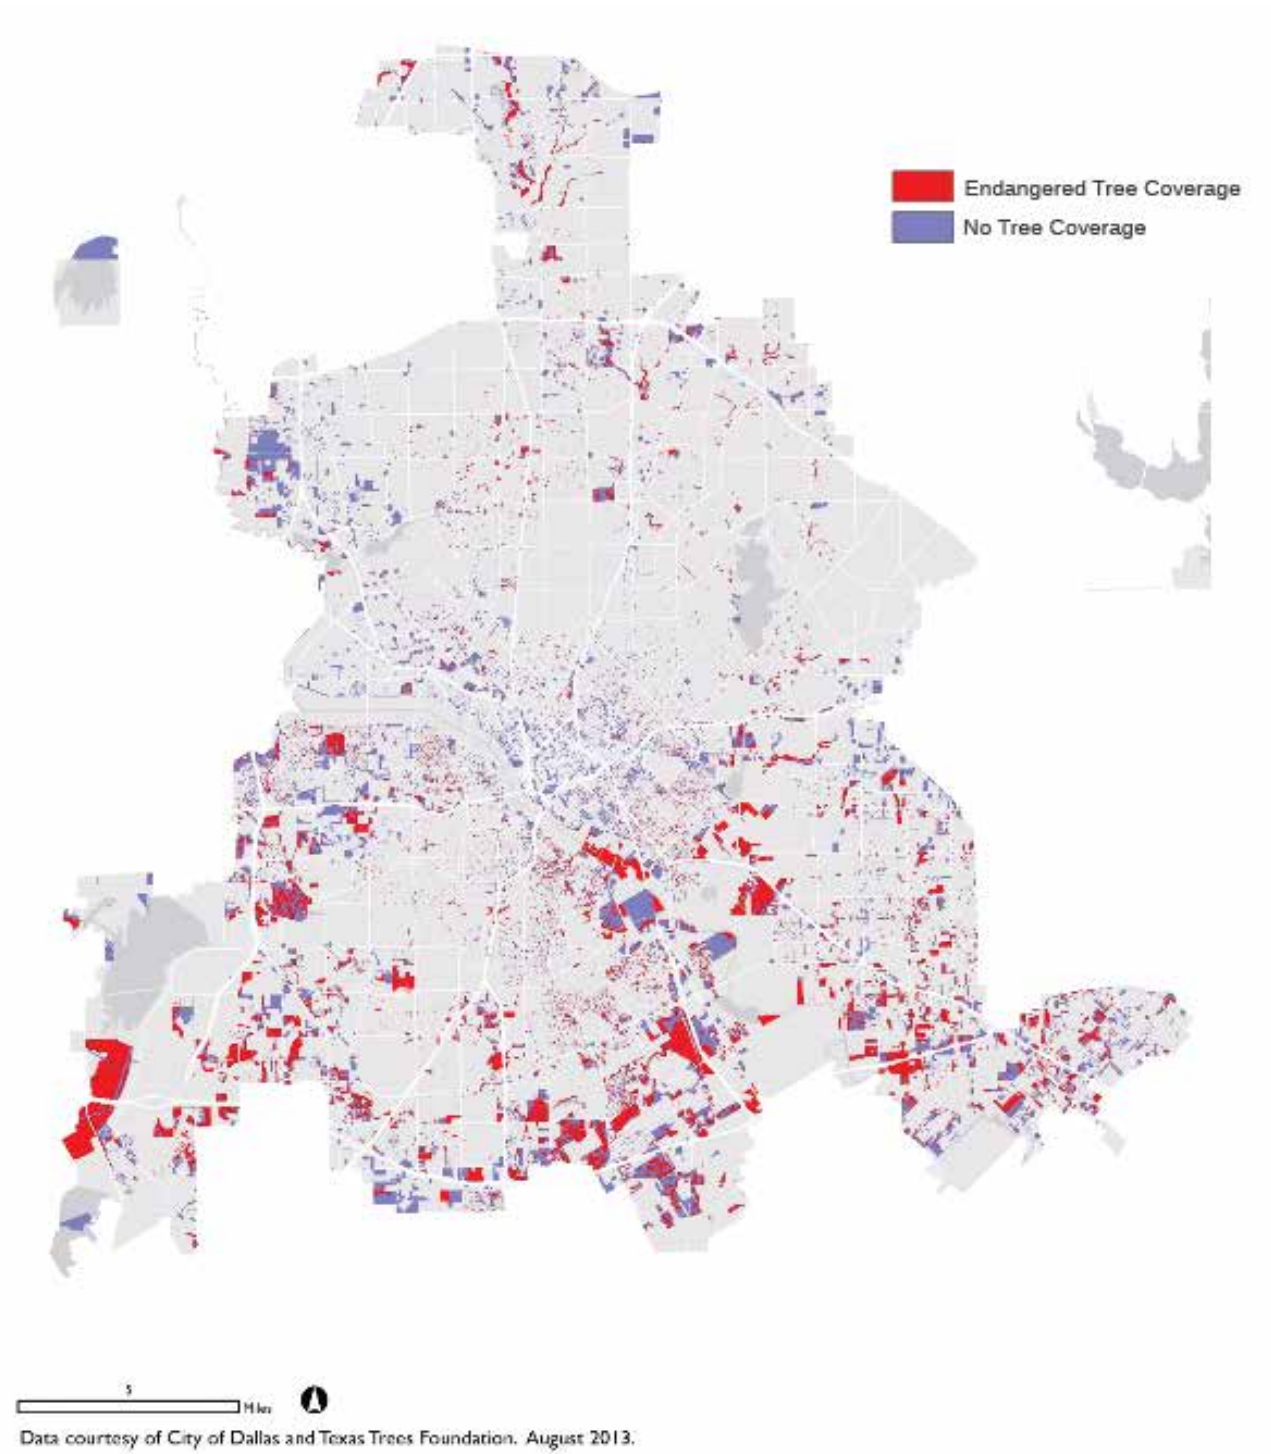 Endangered Tree Coverage
No Tree Coverage
5
Miles
Data courtesy of City of Dallas and Texas Trees Foundation. August 2013.